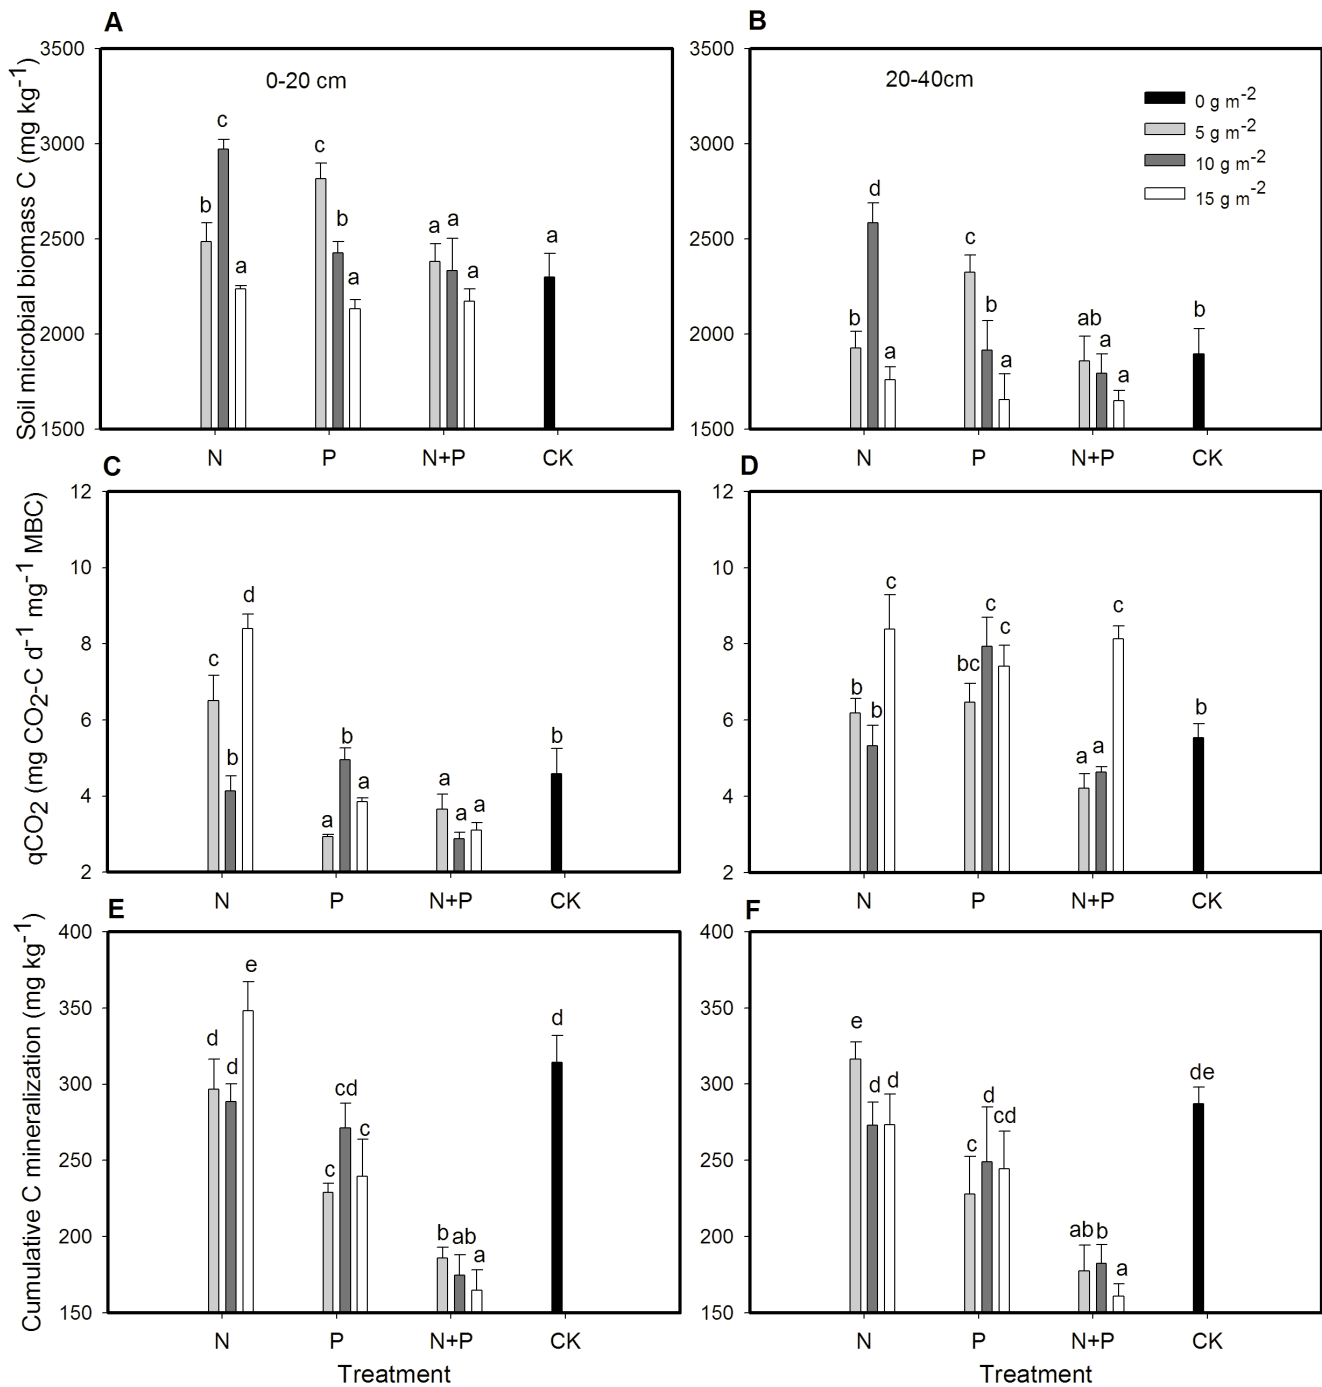 A
B
3500
3000
2500
2000
1500
Soil microbial biomass C (mg kg-1)
0-20 cm
c
b
a
c
b
a
a
a
a
a
N
P
N+P
CK
3500
3000
2500
2000
1500
20-40cm
0 g m-2
5 g m-2
10 g m-2
15 g m-2
b
d
a
c
b
a
ab
a
a
b
N
P
N+P
CK
C
D
12
10
8
6
4
2
qCO2 (mg CO2-C d-1 mg-1 MBC)
c
b
d
a
b
a
a
a
a
b
N
P
N+P
CK
12
10
8
6
4
2
b
b
c
bc
c
c
a
a
c
b
N
P
N+P
CK
E
F
400
350
300
250
200
150
Cumulative C mineralization (mg kg-1)
d
d
e
c
cd
c
b
ab
a
d
N
P
N+P
CK
Treatment
400
350
300
250
200
150
e
d
d
c
d
cd
ab
b
a
de
N
P
N+P
CK
Treatment